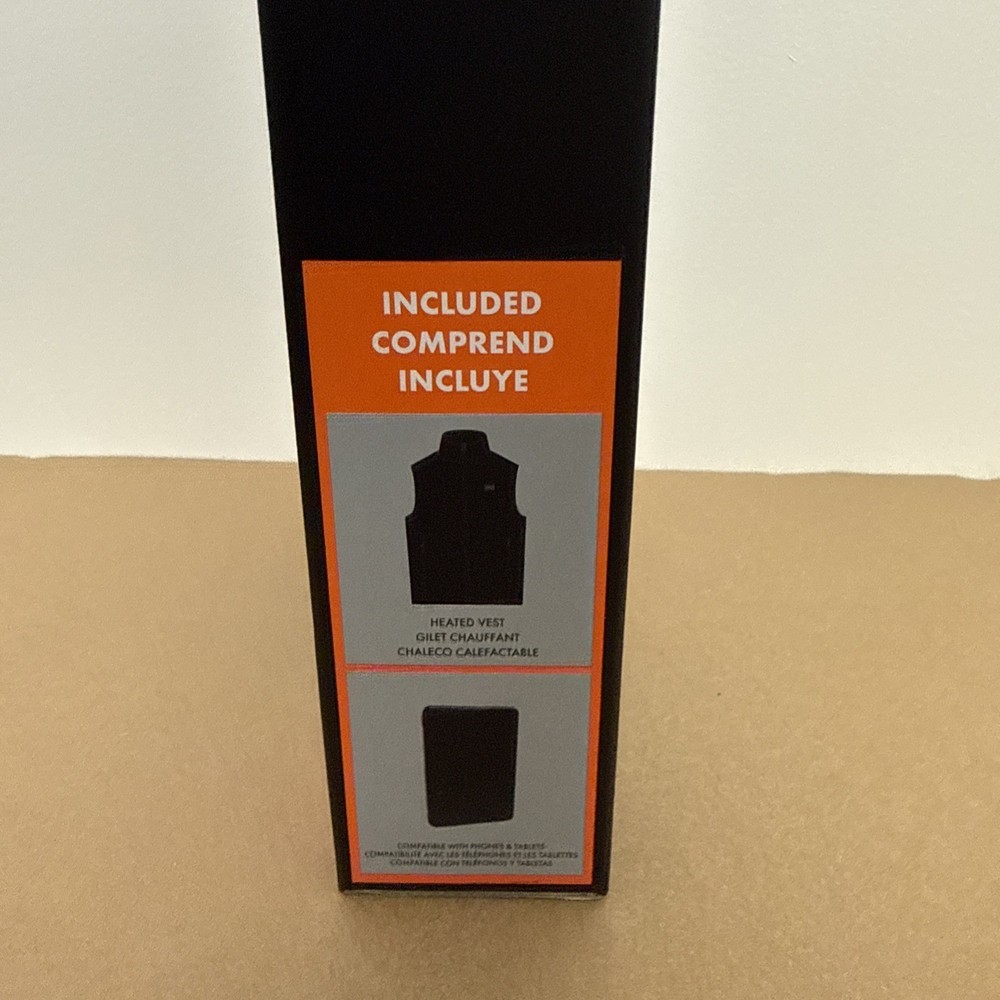 INCLUDED
COMPREND
INCLUYE
HEATED VEST
GILET CHAUFFANT
CHALECO CALEFACTABLE
COMPATIBLE WITH PHONES & TABLETS
COMPATIBILITÉ AVEC LES TÉLÉPHONES ET LES TABLETTES
COMPATIBLE CON TELÉFONOS Y TABLETAS